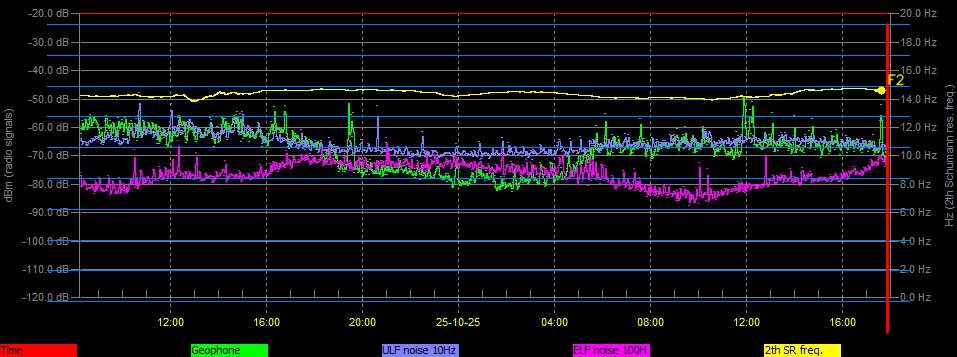 -20.0 dB 20.0 Hz
-30.0 dB 18.0 Hz
-40.0 dB 16.0 Hz
F2
-50.0 dB 14.0 Hz
-60.0 dB 12.0 Hz
-70.0 dB 10.0 Hz
-80.0 dB 8.0 Hz
-90.0 dB 6.0 Hz
-100.0 dB 4.0 Hz
-110.0 dB 2.0 Hz
-120.0 dB 0.0 Hz
dBm (radio signals)
Hz (2th Schumann res. freq.)
12:00 16:00 20:00 25-10-25 04:00 08:00 12:00 16:00
Time Geophone ULF noise 10Hz ELF noise 100H 2th SR freq.